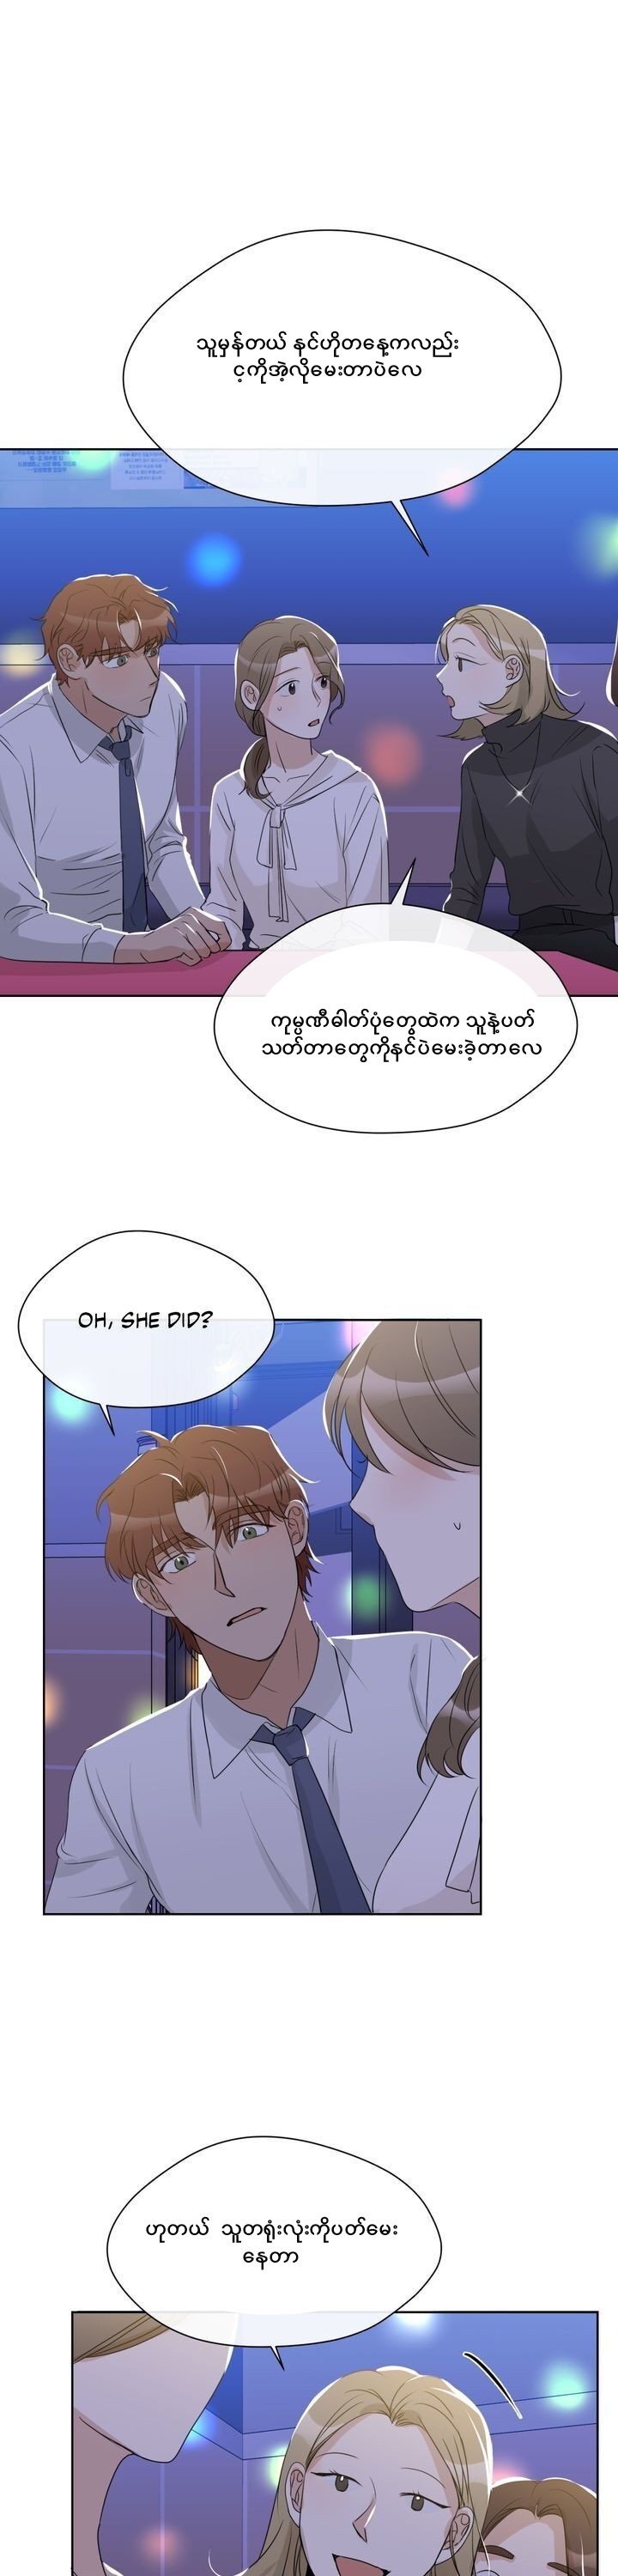 သူမှန်တယ် နင်ဟိုတနေ့ကလည်း
ငှကိုအဲ့လိုမေးတာပဲလေ
ကုမ္ပဏီဓါတ်ပုံတွေထဲက သူနဲ့ပတ်
သတ်တာတွေကိုနင်ပဲမေးခဲ့တာလေ
OH, SHE DID?
ဟုတယ် သူတရုံးလုံးကိုပတ်မေး
နေတာ